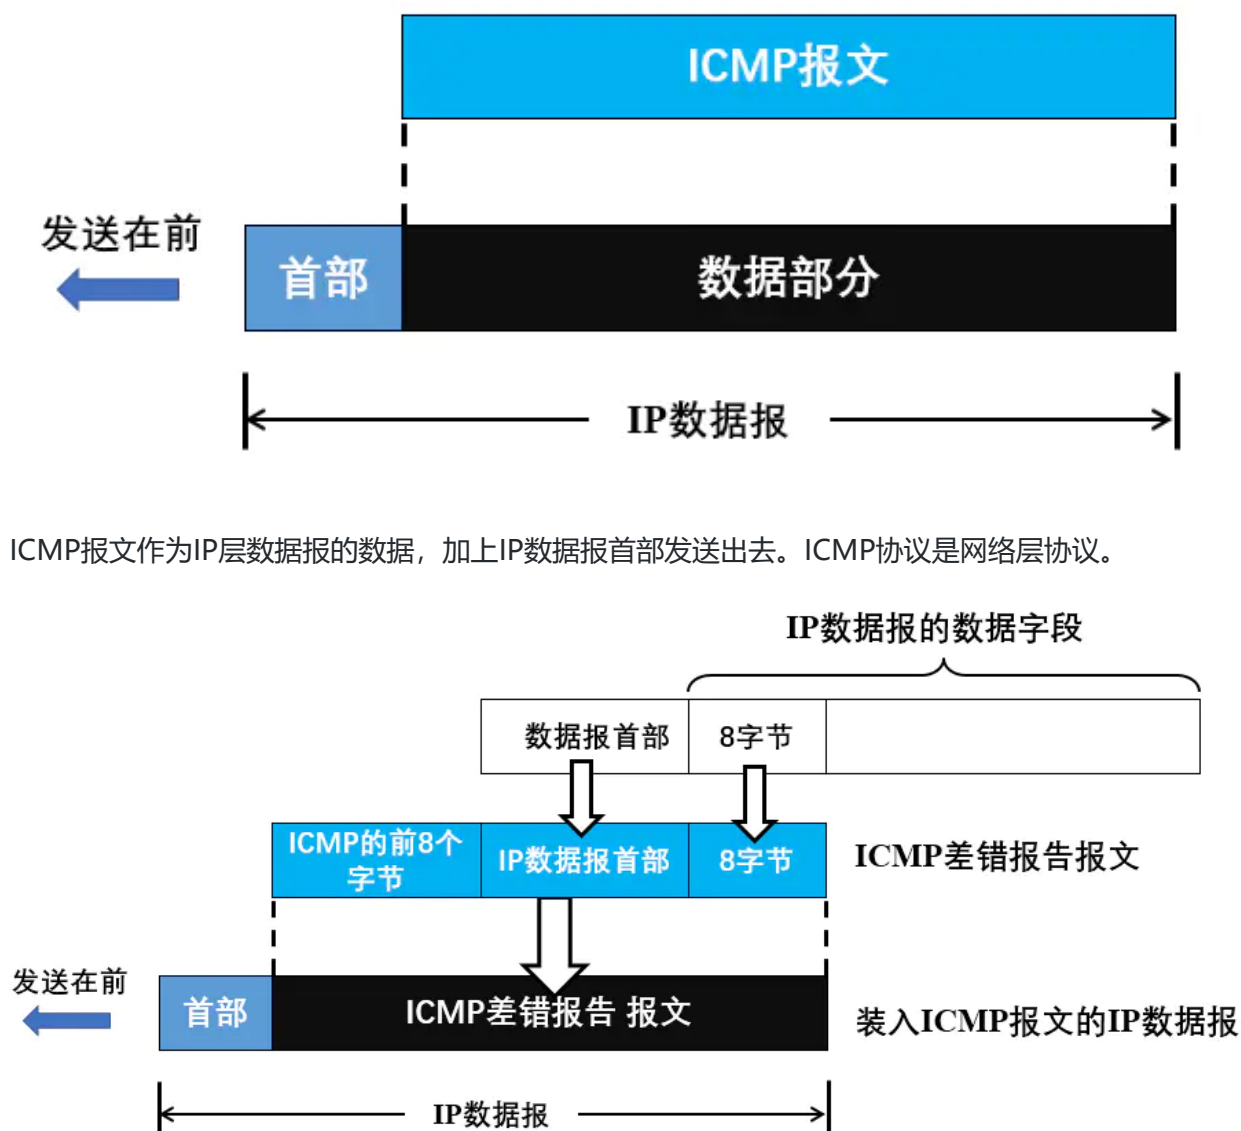 ICMP报文
发送在前
首部
数据部分
IP数据报
ICMP报文作为IP层数据报的数据，加上IP数据报首部发送出去。ICMP协议是网络层协议。
IP数据报的数据字段
数据报首部
8字节
ICMP的前8个
字节
IP数据报首部
8字节
ICMP差错报告报文
发送在前
首部
ICMP差错报告 报文
装入ICMP报文的IP数据报
IP数据报